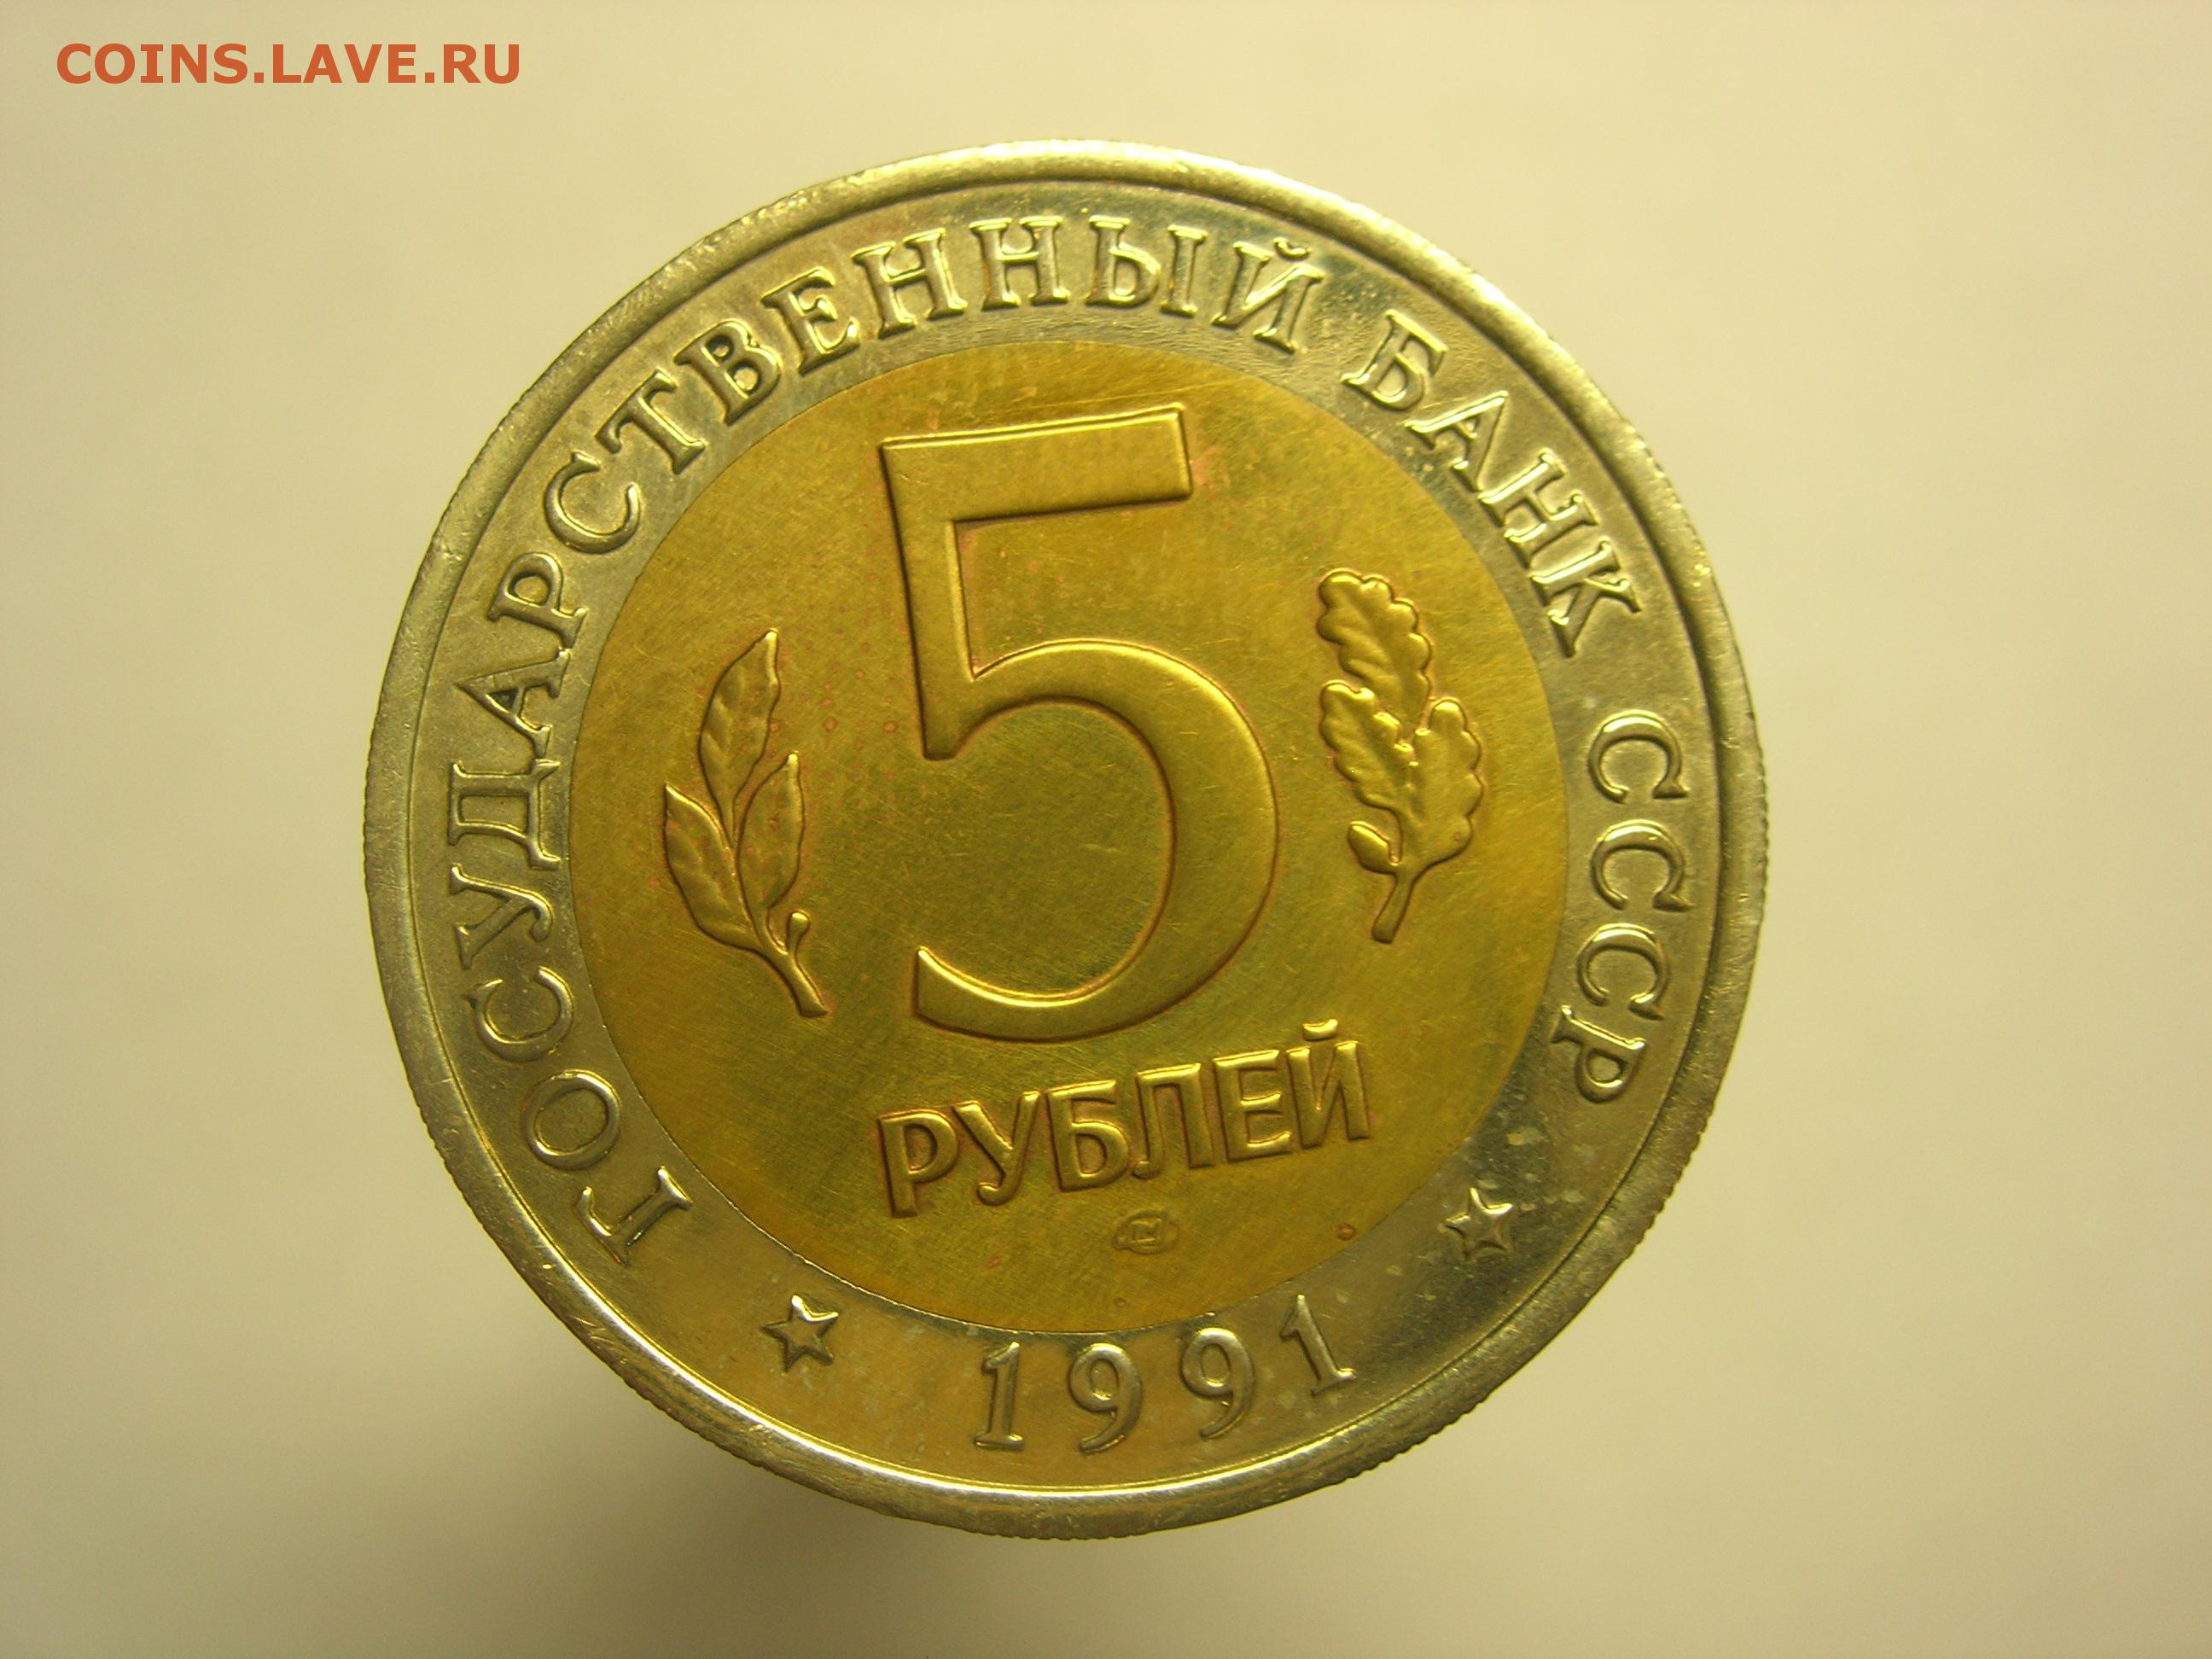 COINS.LAVE.RU
ГОСУДАРСТВЕННЫЙ БАНК СССР
5
РУБЛЕЙ
1991